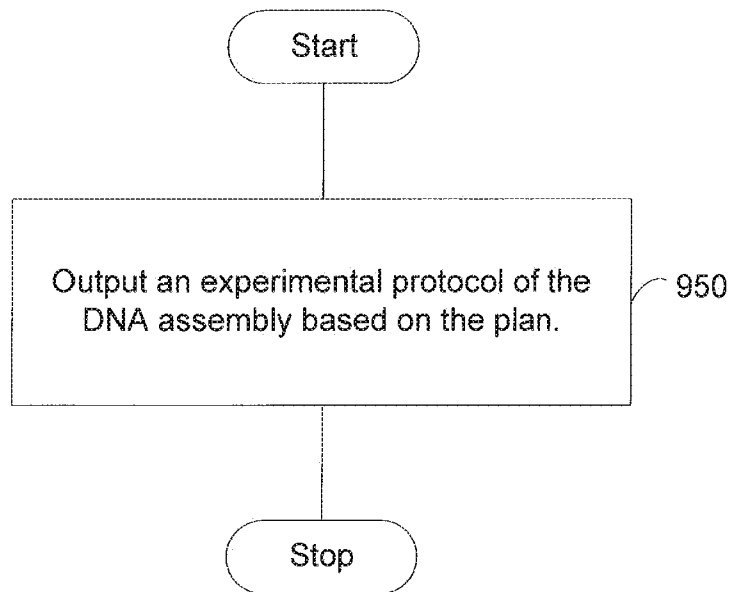 Start
Output an experimental protocol of the
DNA assembly based on the plan.
950
Stop